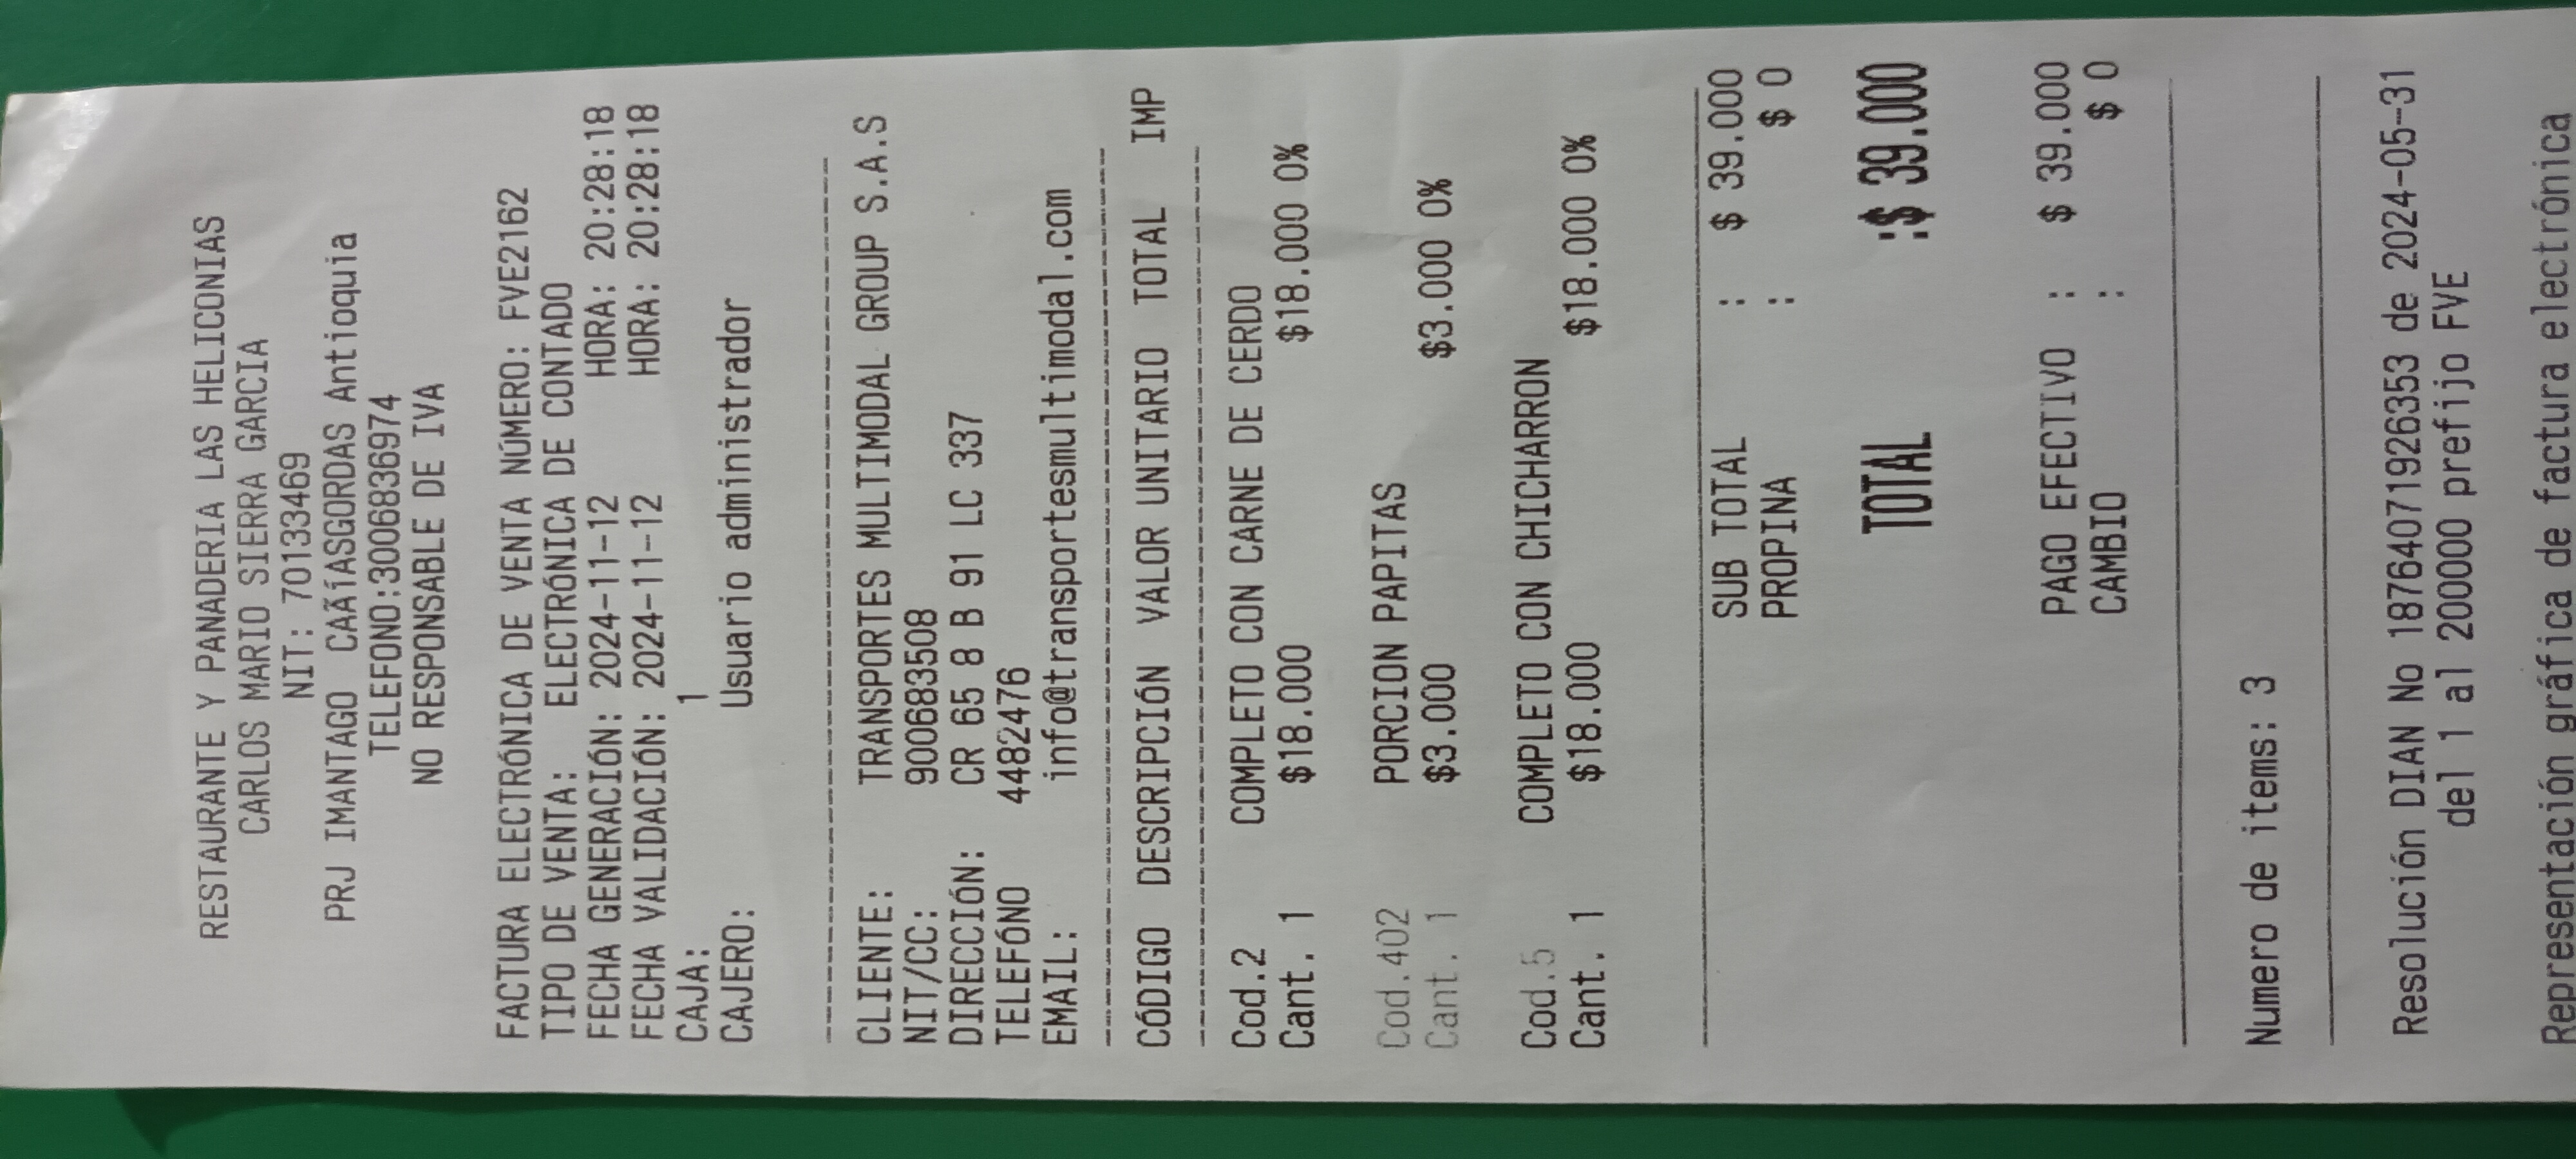 RESTAURANTE Y PANADERIA LAS HELICONIAS
CARLOS MARIO SIERRA GARCIA
NIT: 70133469
PRJ IMANTAGO CAÃÍASGORDAS Antioquia
TELEFONO:3006836974
NO RESPONSABLE DE IVA
FACTURA ELECTRÓNICA DE VENTA NÚMERO: FVE2162
TIPO DE VENTA: ELECTRÓNICA DE CONTADO
FECHA GENERACIÓN: 2024-11-12 HORA: 20:28:18
FECHA VALIDACIÓN: 2024-11-12 HORA: 20:28:18
CAJA: 1
CAJERO: Usuario administrador
CLIENTE: TRANSPORTES MULTIMODAL GROUP S.A.S
NIT/CC: 900683508
DIRECCIÓN: CR 65 8 B 91 LC 337
TELEFÓNO 4482476
EMAIL: info@transportesmultimodal.com
CÓDIGO DESCRIPCIÓN VALOR UNITARIO TOTAL IMP
Cod.2 COMPLETO CON CARNE DE CERDO
Cant. 1 $18.000 $18.000 0%
Cod.402 PORCION PAPITAS
Cant. 1 $3.000 $3.000 0%
Cod.5 COMPLETO CON CHICHARRON
Cant. 1 $18.000 $18.000 0%
SUB TOTAL : $ 39.000
PROPINA : $ 0
TOTAL :$ 39.000
PAGO EFECTIVO : $ 39.000
CAMBIO : $ 0
Numero de items: 3
Resolución DIAN No 18764071926353 de 2024-05-31
del 1 al 200000 prefijo FVE
Representación gráfica de factura electrónica